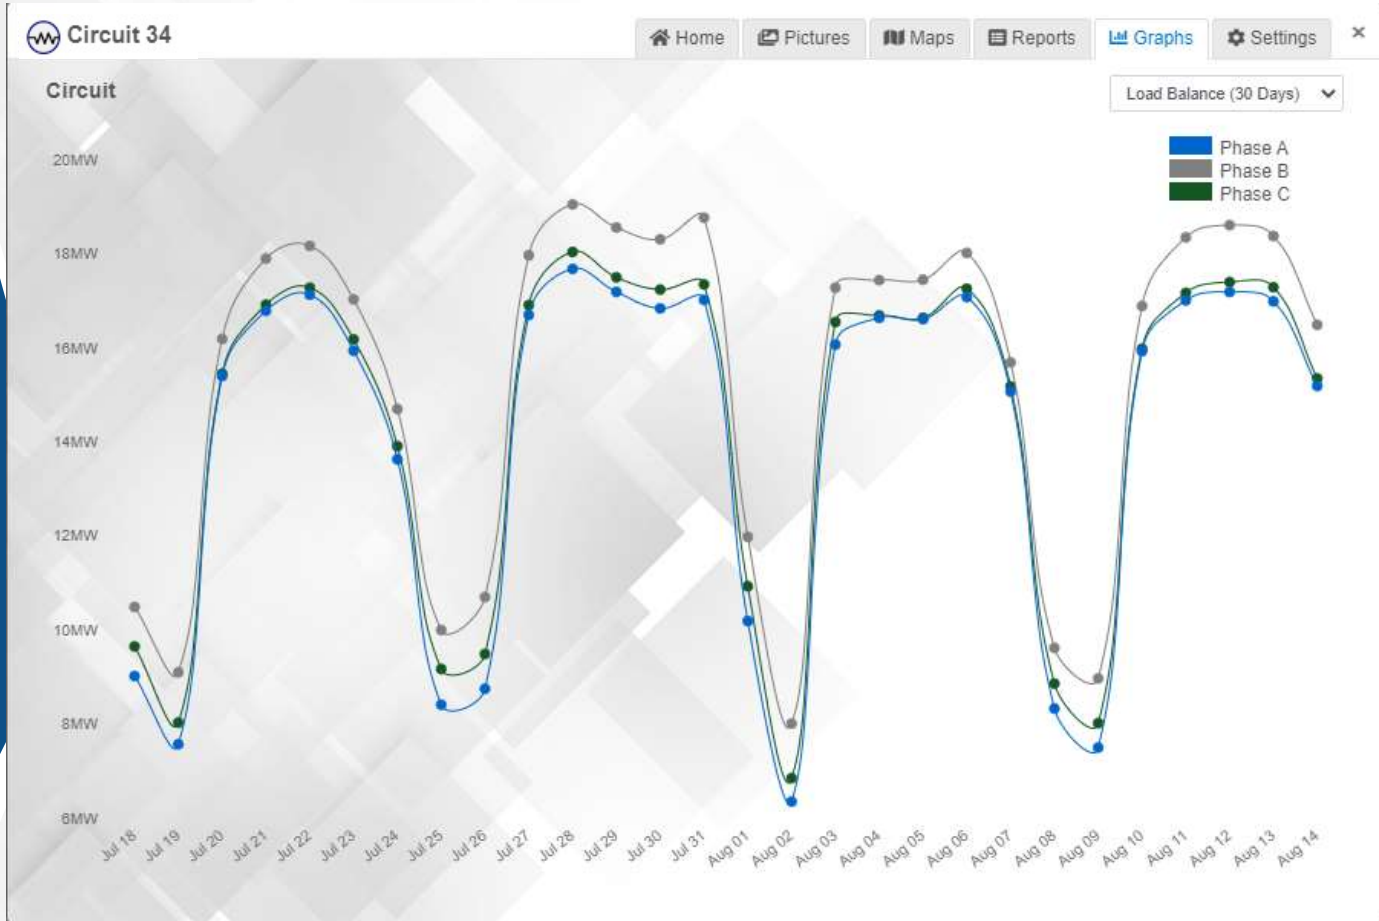 Circuit 34
Home
Pictures
Maps
Reports
Graphs
Settings
×
Circuit
Load Balance (30 Days)
Phase A
Phase B
Phase C
20MW
18MW
16MW
14MW
12MW
10MW
8MW
6MW
Jul 18
Jul 19
Jul 20
Jul 21
Jul 22
Jul 23
Jul 24
Jul 25
Jul 26
Jul 27
Jul 28
Jul 29
Jul 30
Jul 31
Aug 01
Aug 02
Aug 03
Aug 04
Aug 05
Aug 06
Aug 07
Aug 08
Aug 09
Aug 10
Aug 11
Aug 12
Aug 13
Aug 14